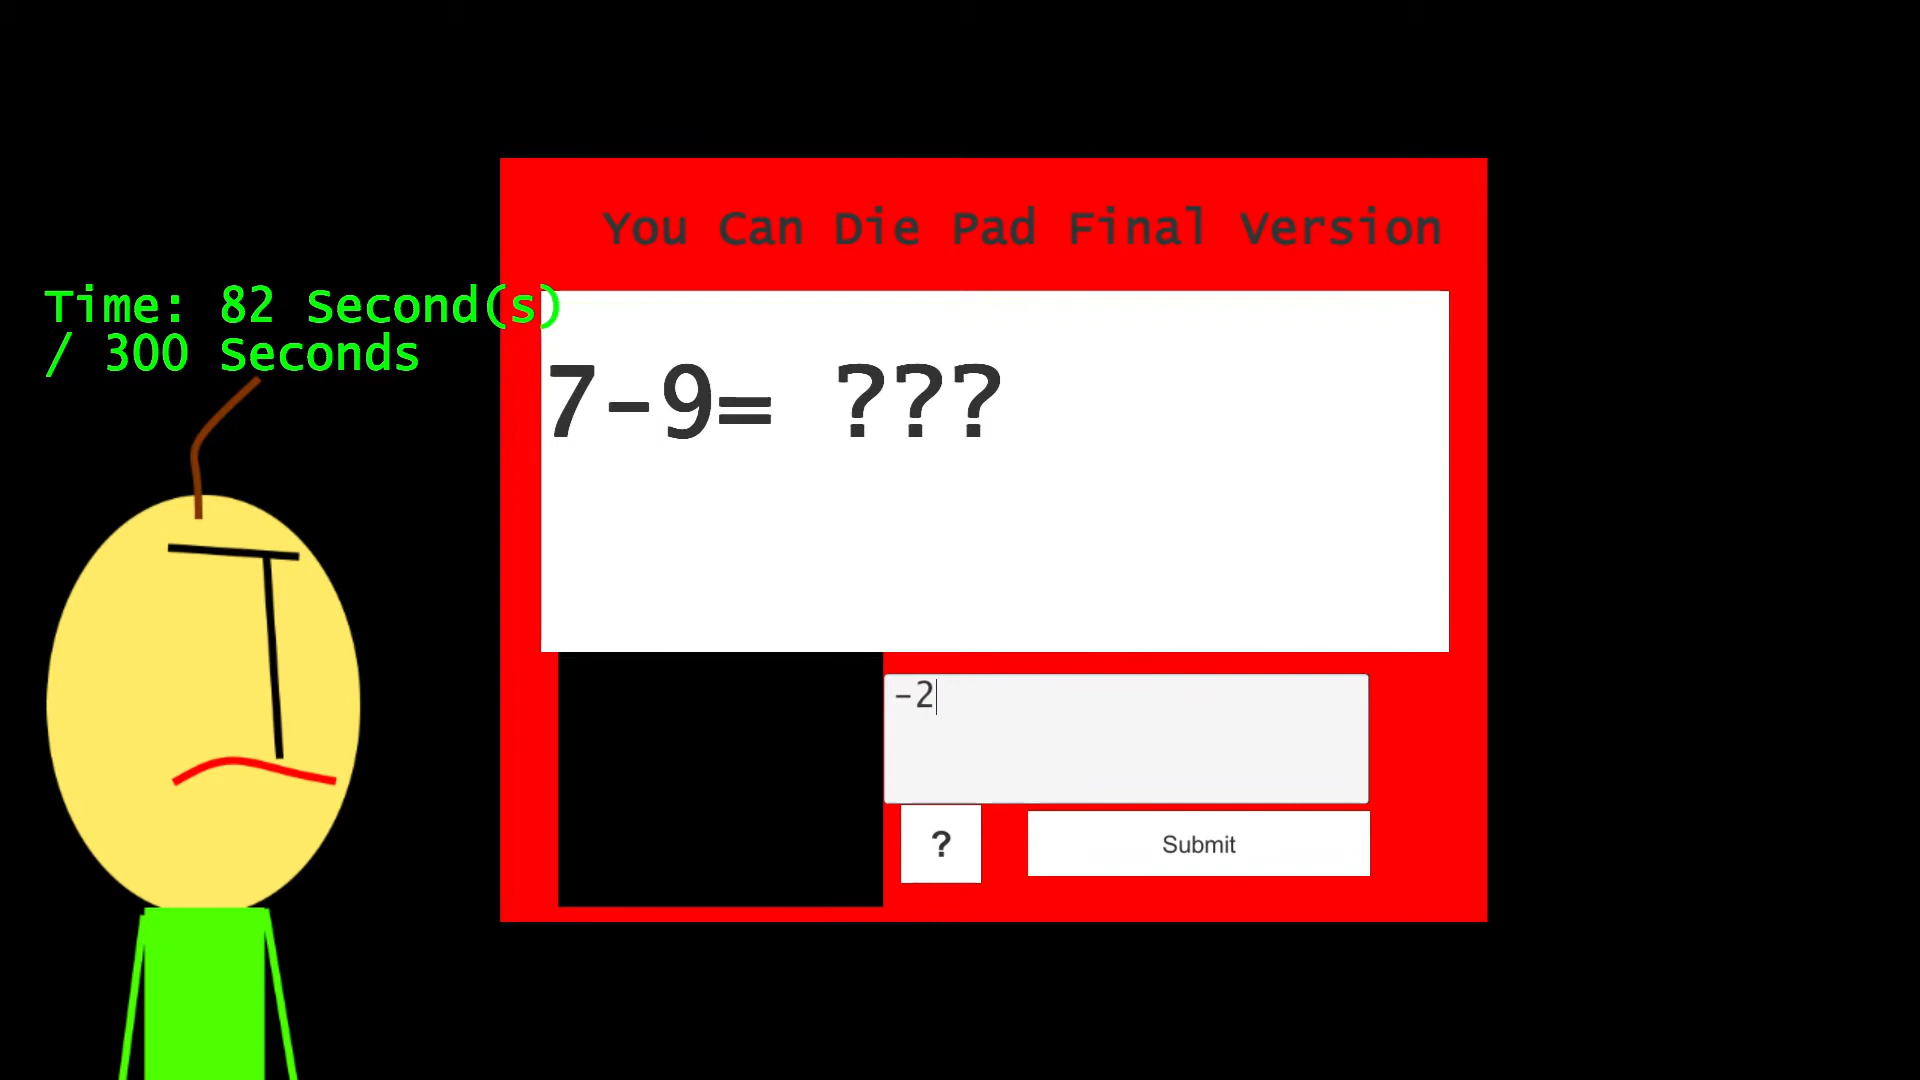 You Can Die Pad Final Version
Time: 82 Second(s)
/ 300 Seconds
7-9= ???
-2
?
Submit